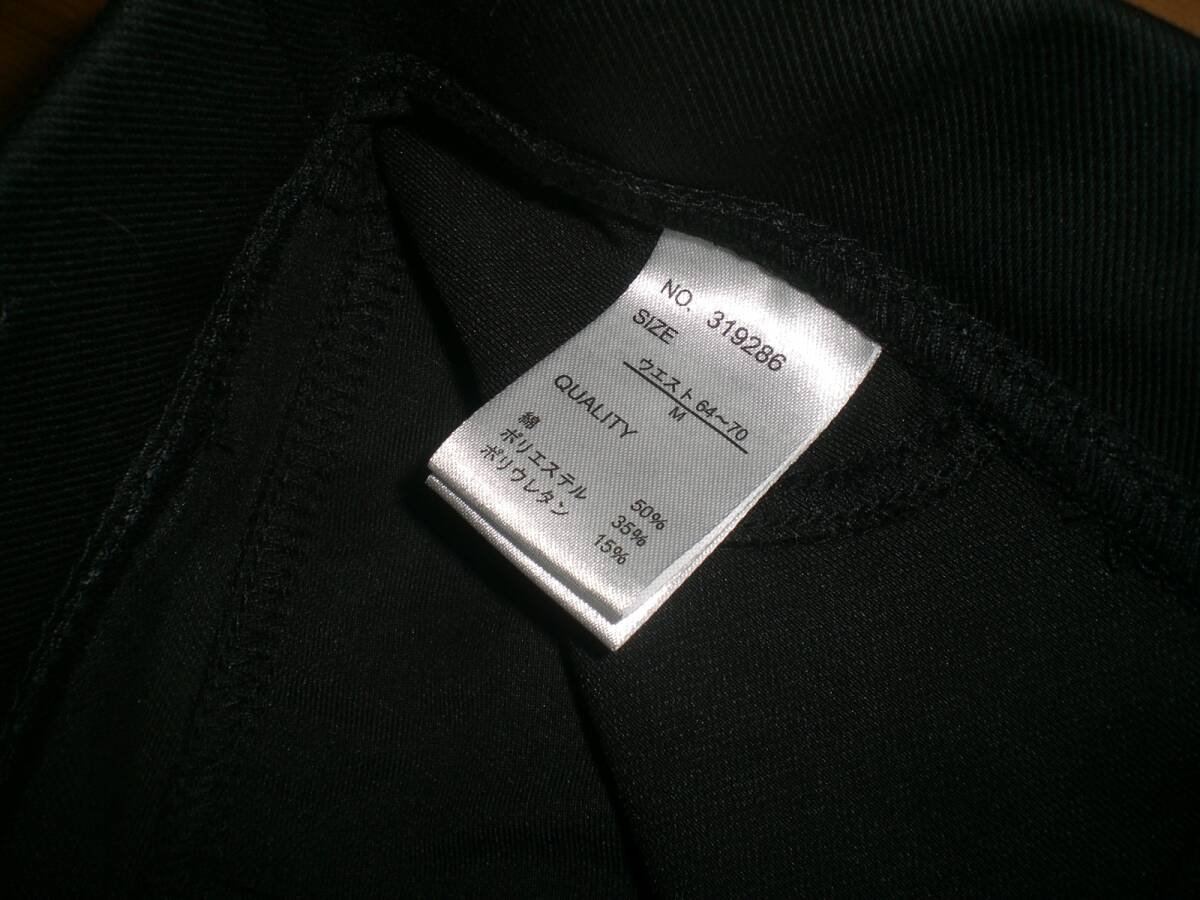 NO. 319286
SIZE
ウエスト64～70
M
QUALITY
綿 50%
ポリエステル 35%
ポリウレタン 15%